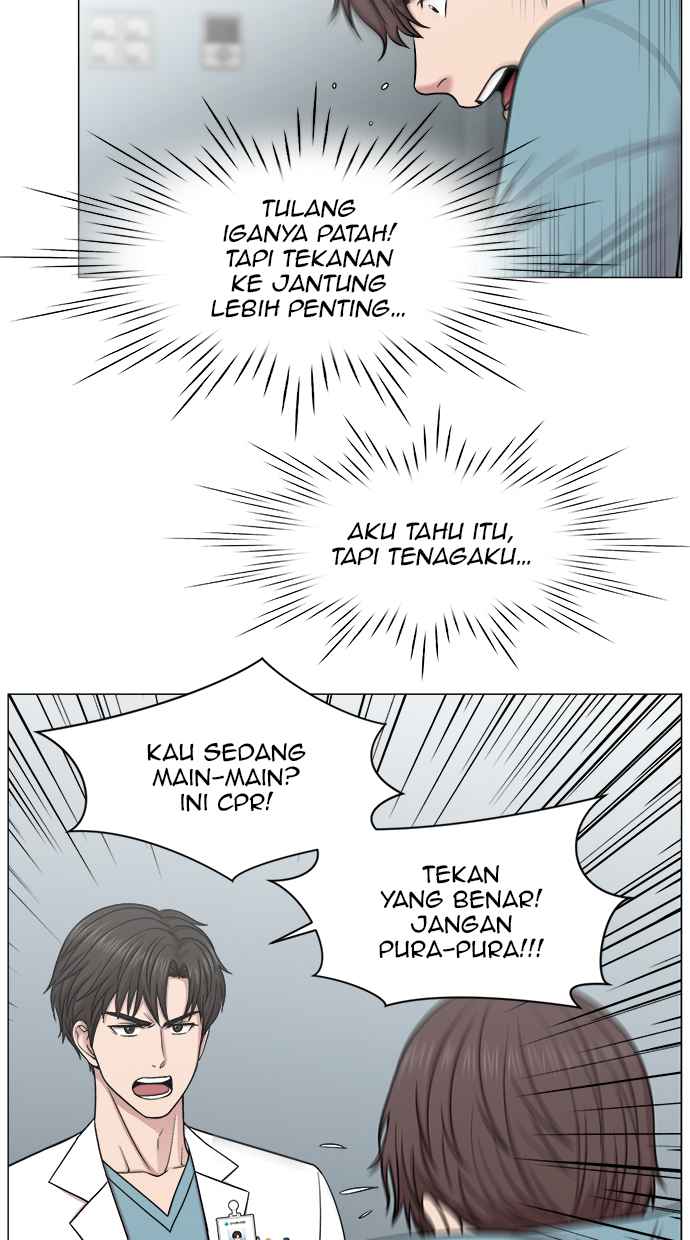 TULANG
IGANYA PATAH!
TAPI TEKANAN
KE JANTUNG
LEBIH PENTING...
AKU TAHU ITU,
TAPI TENAGAKU...
KAU SEDANG
MAIN-MAIN?
INI CPR!
TEKAN
YANG BENAR!
JANGAN
PURA-PURA!!!